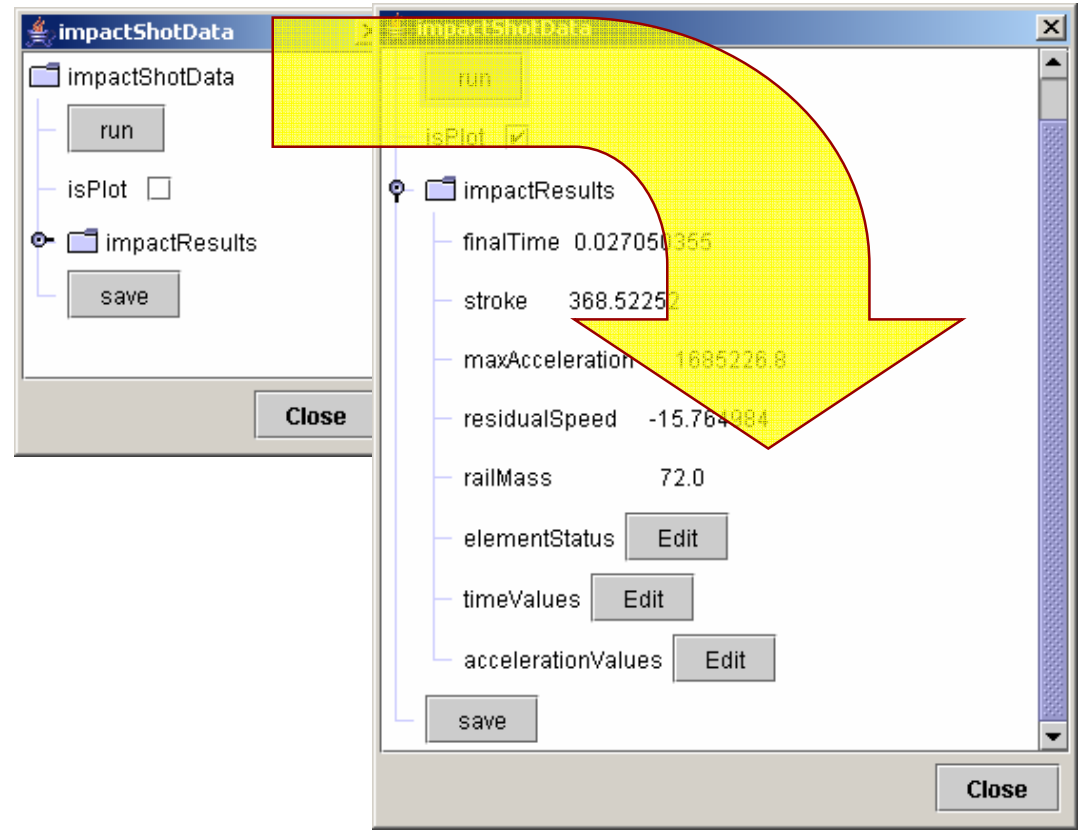 impactShotData
impactShotData
run
isPlot
impactResults
save
Close
impactShotData
run
isPlot
impactResults
finalTime 0.027050355
stroke 368.52252
maxAcceleration 1685226.8
residualSpeed -15.764984
railMass 72.0
elementStatus Edit
timeValues Edit
accelerationValues Edit
save
Close